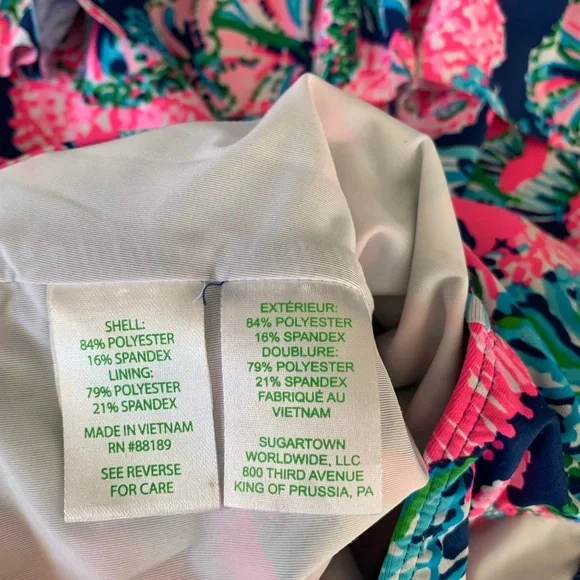 SHELL:
84% POLYESTER
16% SPANDEX
LINING:
79% POLYESTER
21% SPANDEX
MADE IN VIETNAM
RN #88189
SEE REVERSE
FOR CARE
EXTÉRIEUR:
84% POLYESTER
16% SPANDEX
DOUBLURE:
79% POLYESTER
21% SPANDEX
FABRIQUÉ AU
VIETNAM
SUGARTOWN
WORLDWIDE, LLC
800 THIRD AVENUE
KING OF PRUSSIA, PA